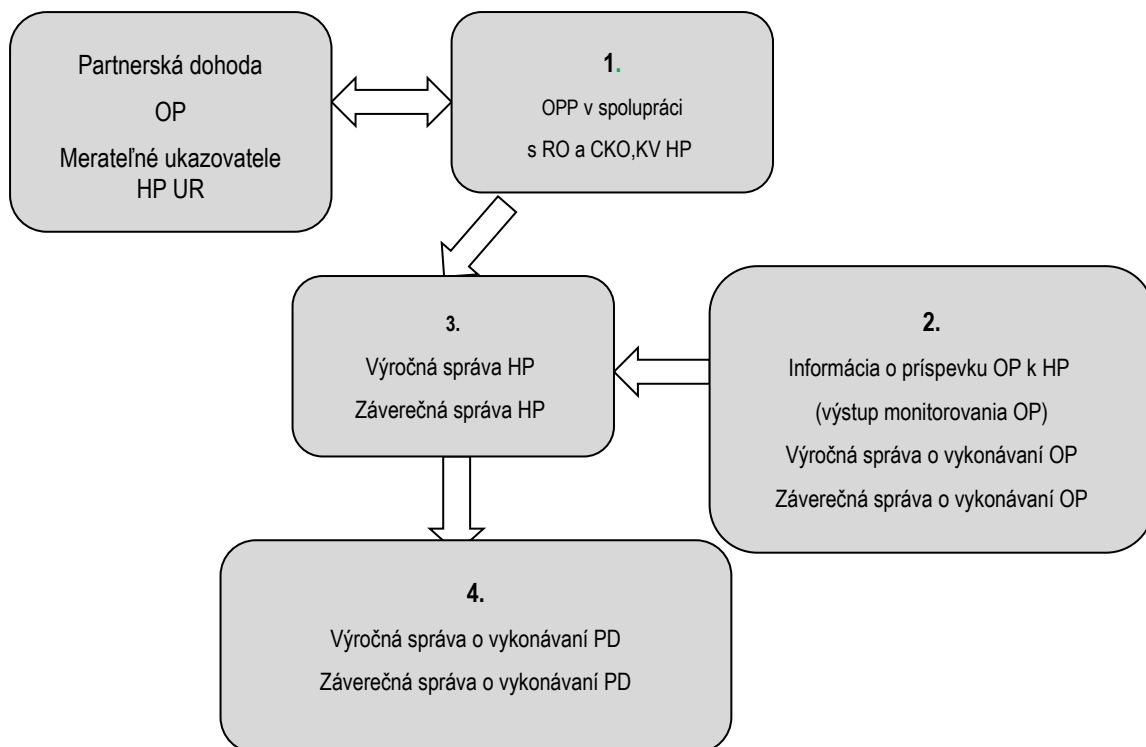 Partnerská dohoda
OP
Merateľné ukazovatele
HP UR
1.
OPP v spolupráci
s RO a CKO,KV HP
3.
Výročná správa HP
Záverečná správa HP
2.
Informácia o príspevku OP k HP
(výstup monitorovania OP)
Výročná správa o vykonávaní OP
Záverečná správa o vykonávaní OP
4.
Výročná správa o vykonávaní PD
Záverečná správa o vykonávaní PD